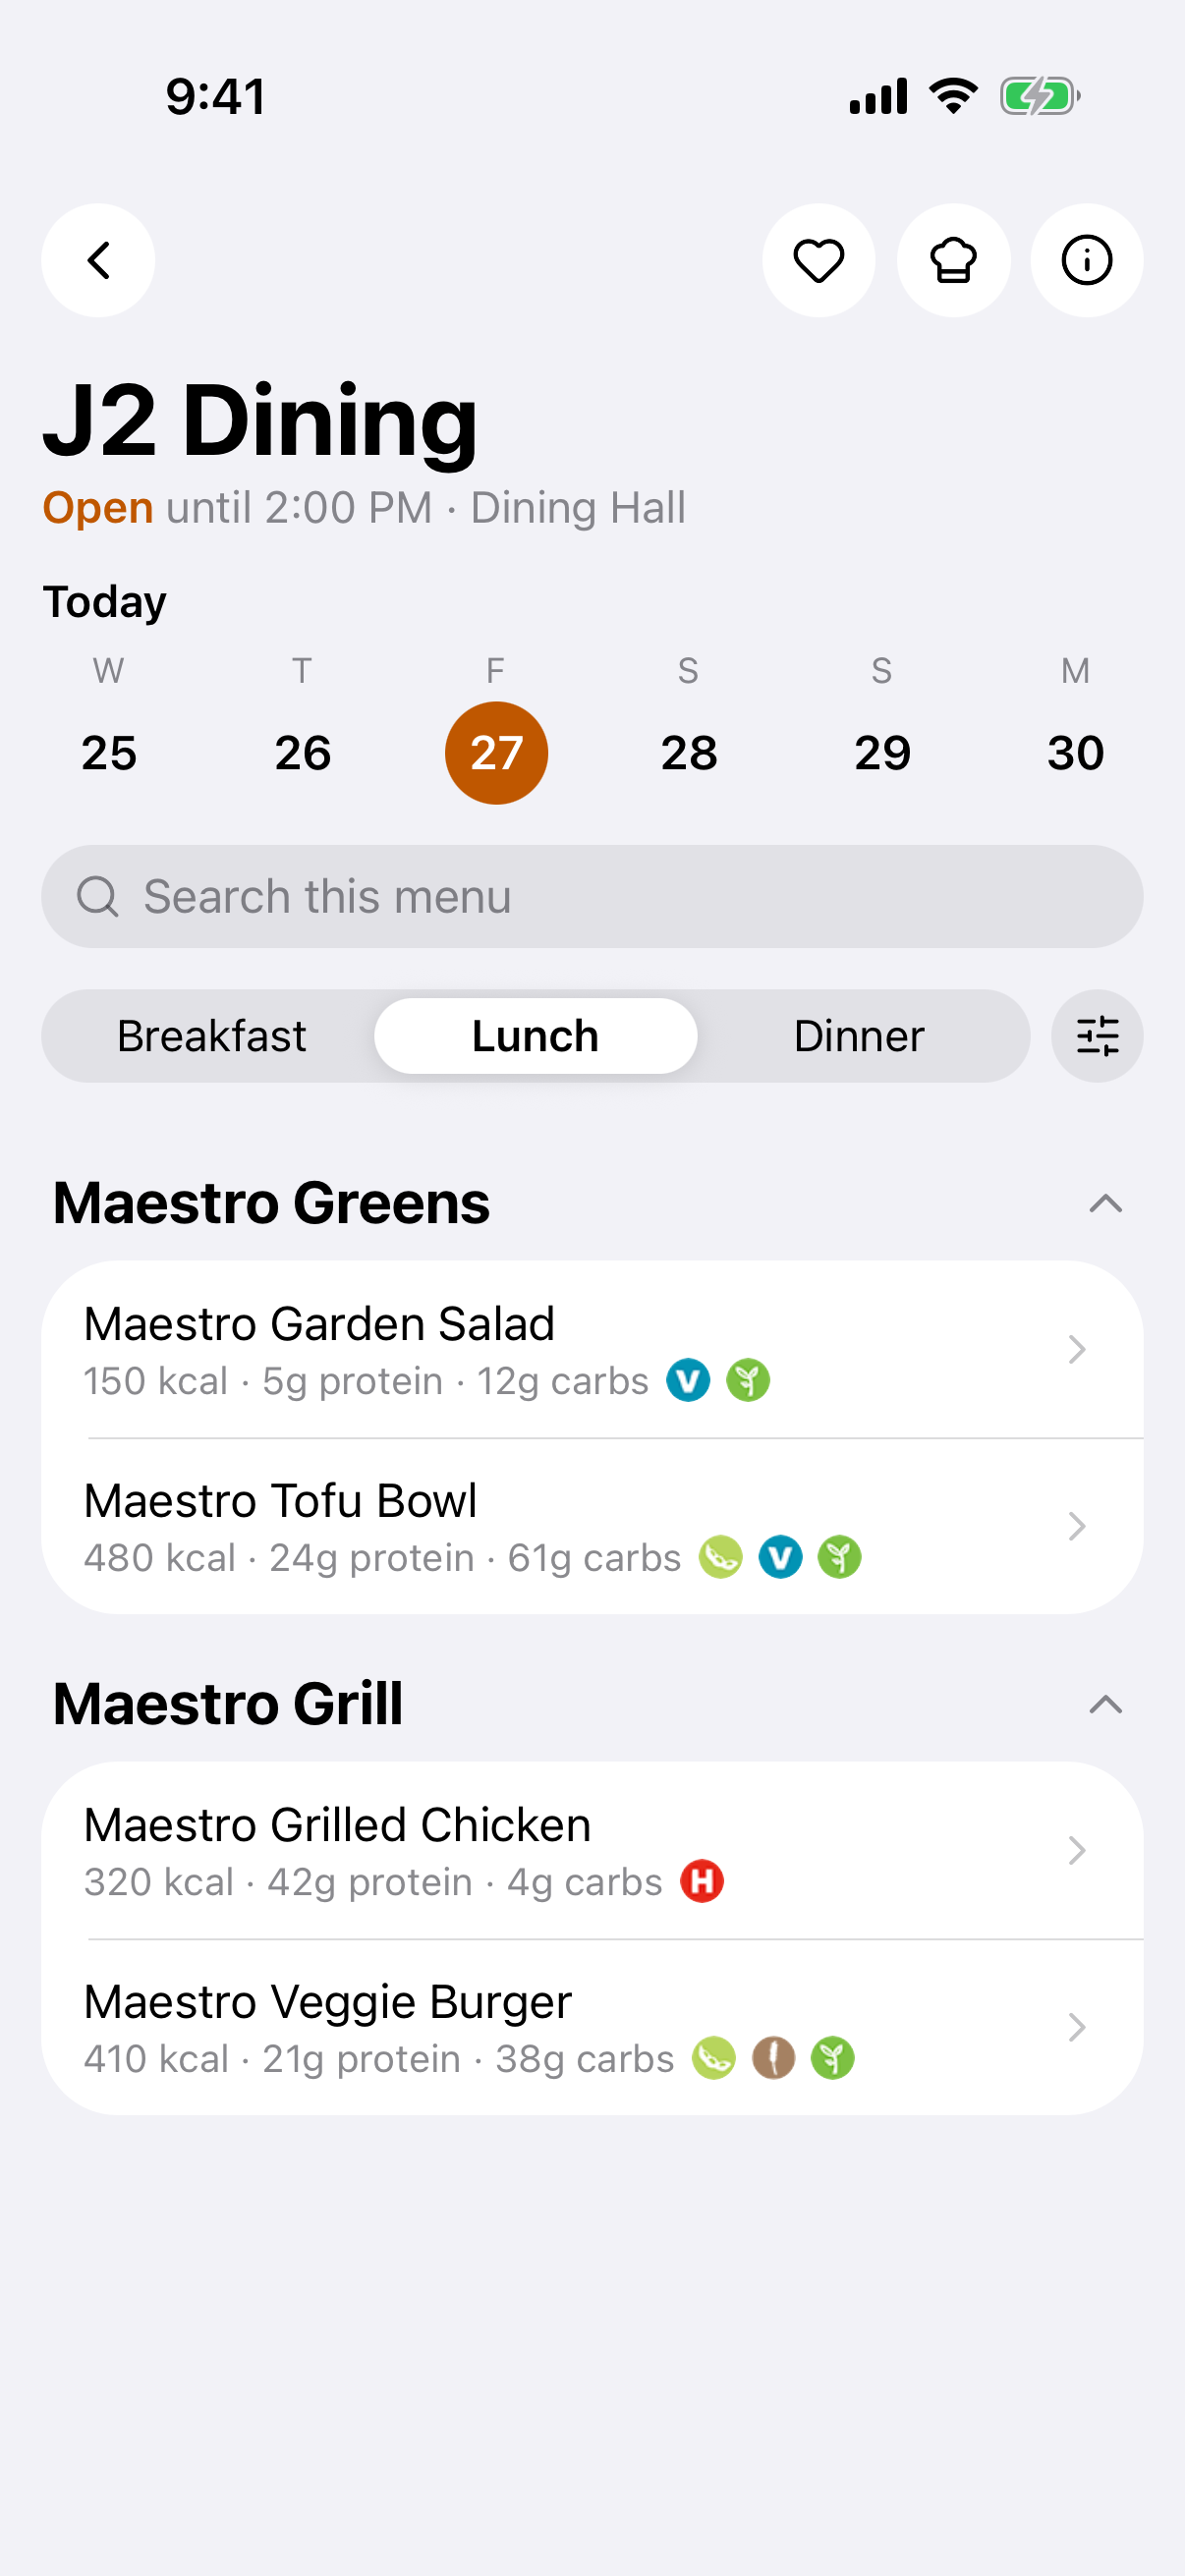 9:41
J2 Dining
Open until 2:00 PM · Dining Hall
Today
W T F S S M
25 26 27 28 29 30
Search this menu
Breakfast Lunch Dinner
Maestro Greens
Maestro Garden Salad
150 kcal · 5g protein · 12g carbs V
Maestro Tofu Bowl
480 kcal · 24g protein · 61g carbs V
Maestro Grill
Maestro Grilled Chicken
320 kcal · 42g protein · 4g carbs H
Maestro Veggie Burger
410 kcal · 21g protein · 38g carbs